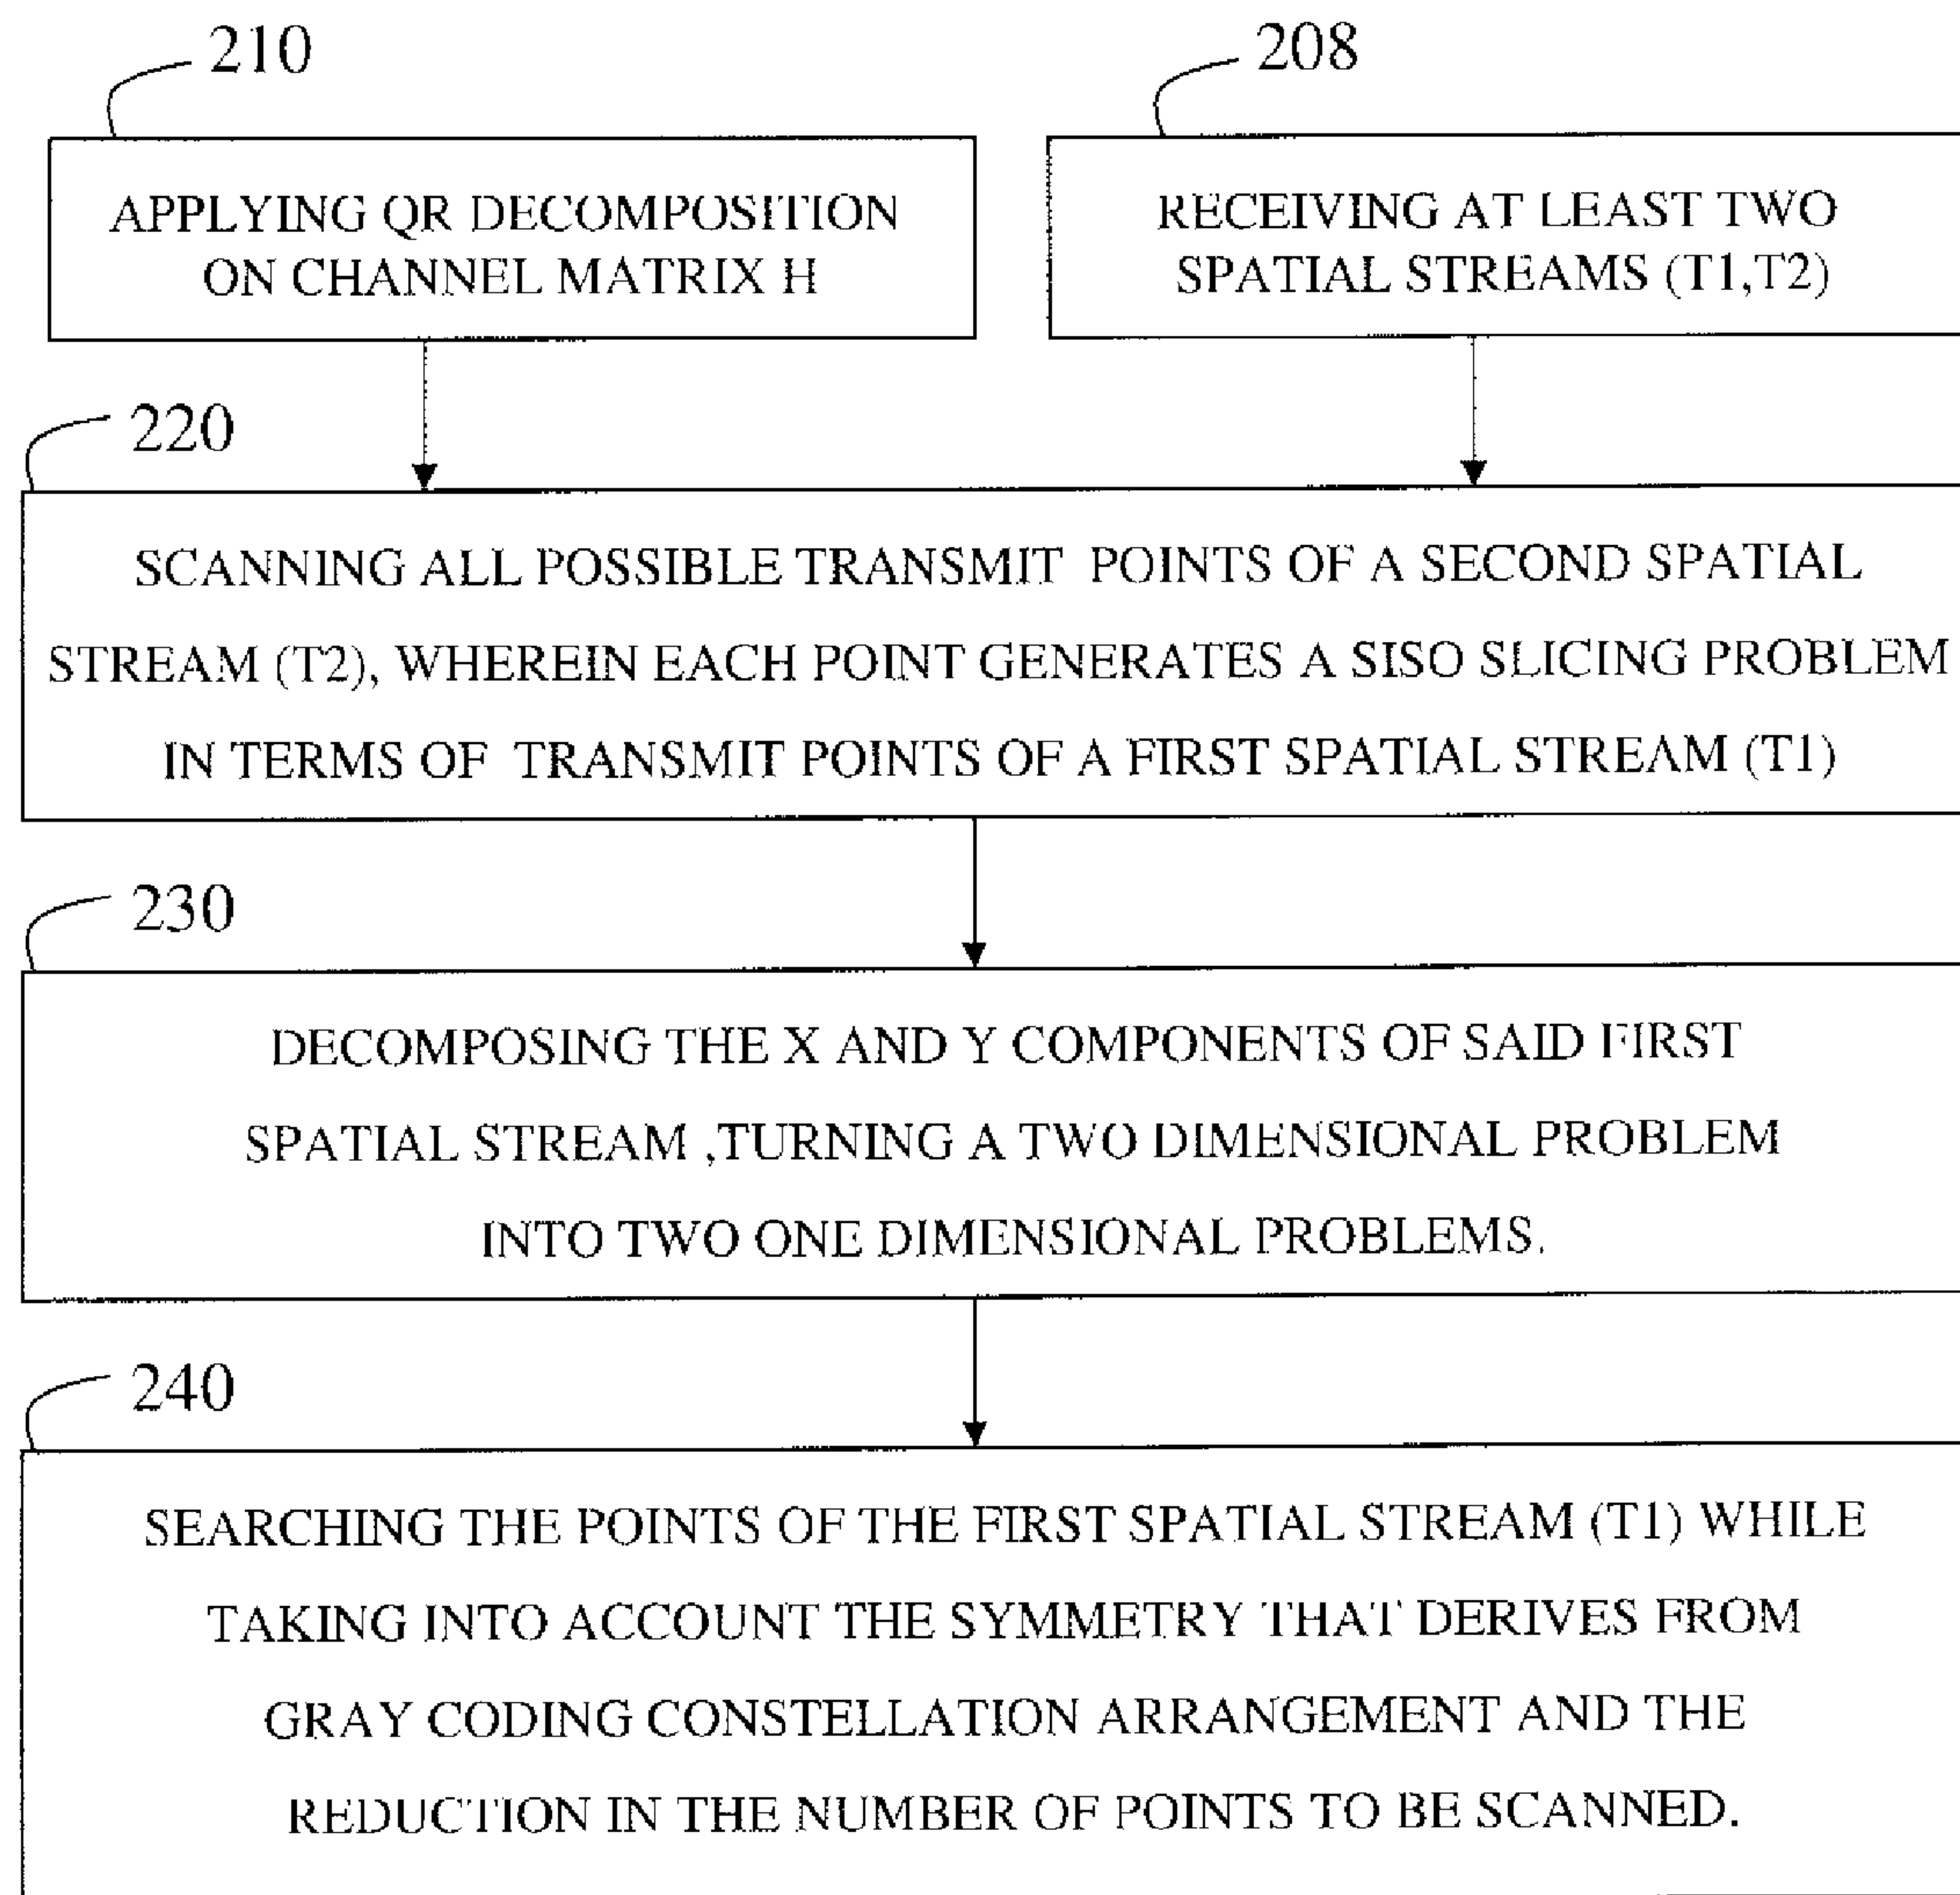 210
APPLYING QR DECOMPOSITION
ON CHANNEL MATRIX H
208
RECEIVING AT LEAST TWO
SPATIAL STREAMS (T1,T2)
220
SCANNING ALL POSSIBLE TRANSMIT POINTS OF A SECOND SPATIAL
STREAM (T2), WHEREIN EACH POINT GENERATES A SISO SLICING PROBLEM
IN TERMS OF TRANSMIT POINTS OF A FIRST SPATIAL STREAM (T1)
230
DECOMPOSING THE X AND Y COMPONENTS OF SAID FIRST
SPATIAL STREAM ,TURNING A TWO DIMENSIONAL PROBLEM
INTO TWO ONE DIMENSIONAL PROBLEMS.
240
SEARCHING THE POINTS OF THE FIRST SPATIAL STREAM (T1) WHILE
TAKING INTO ACCOUNT THE SYMMETRY THAT DERIVES FROM
GRAY CODING CONSTELLATION ARRANGEMENT AND THE
REDUCTION IN THE NUMBER OF POINTS TO BE SCANNED.